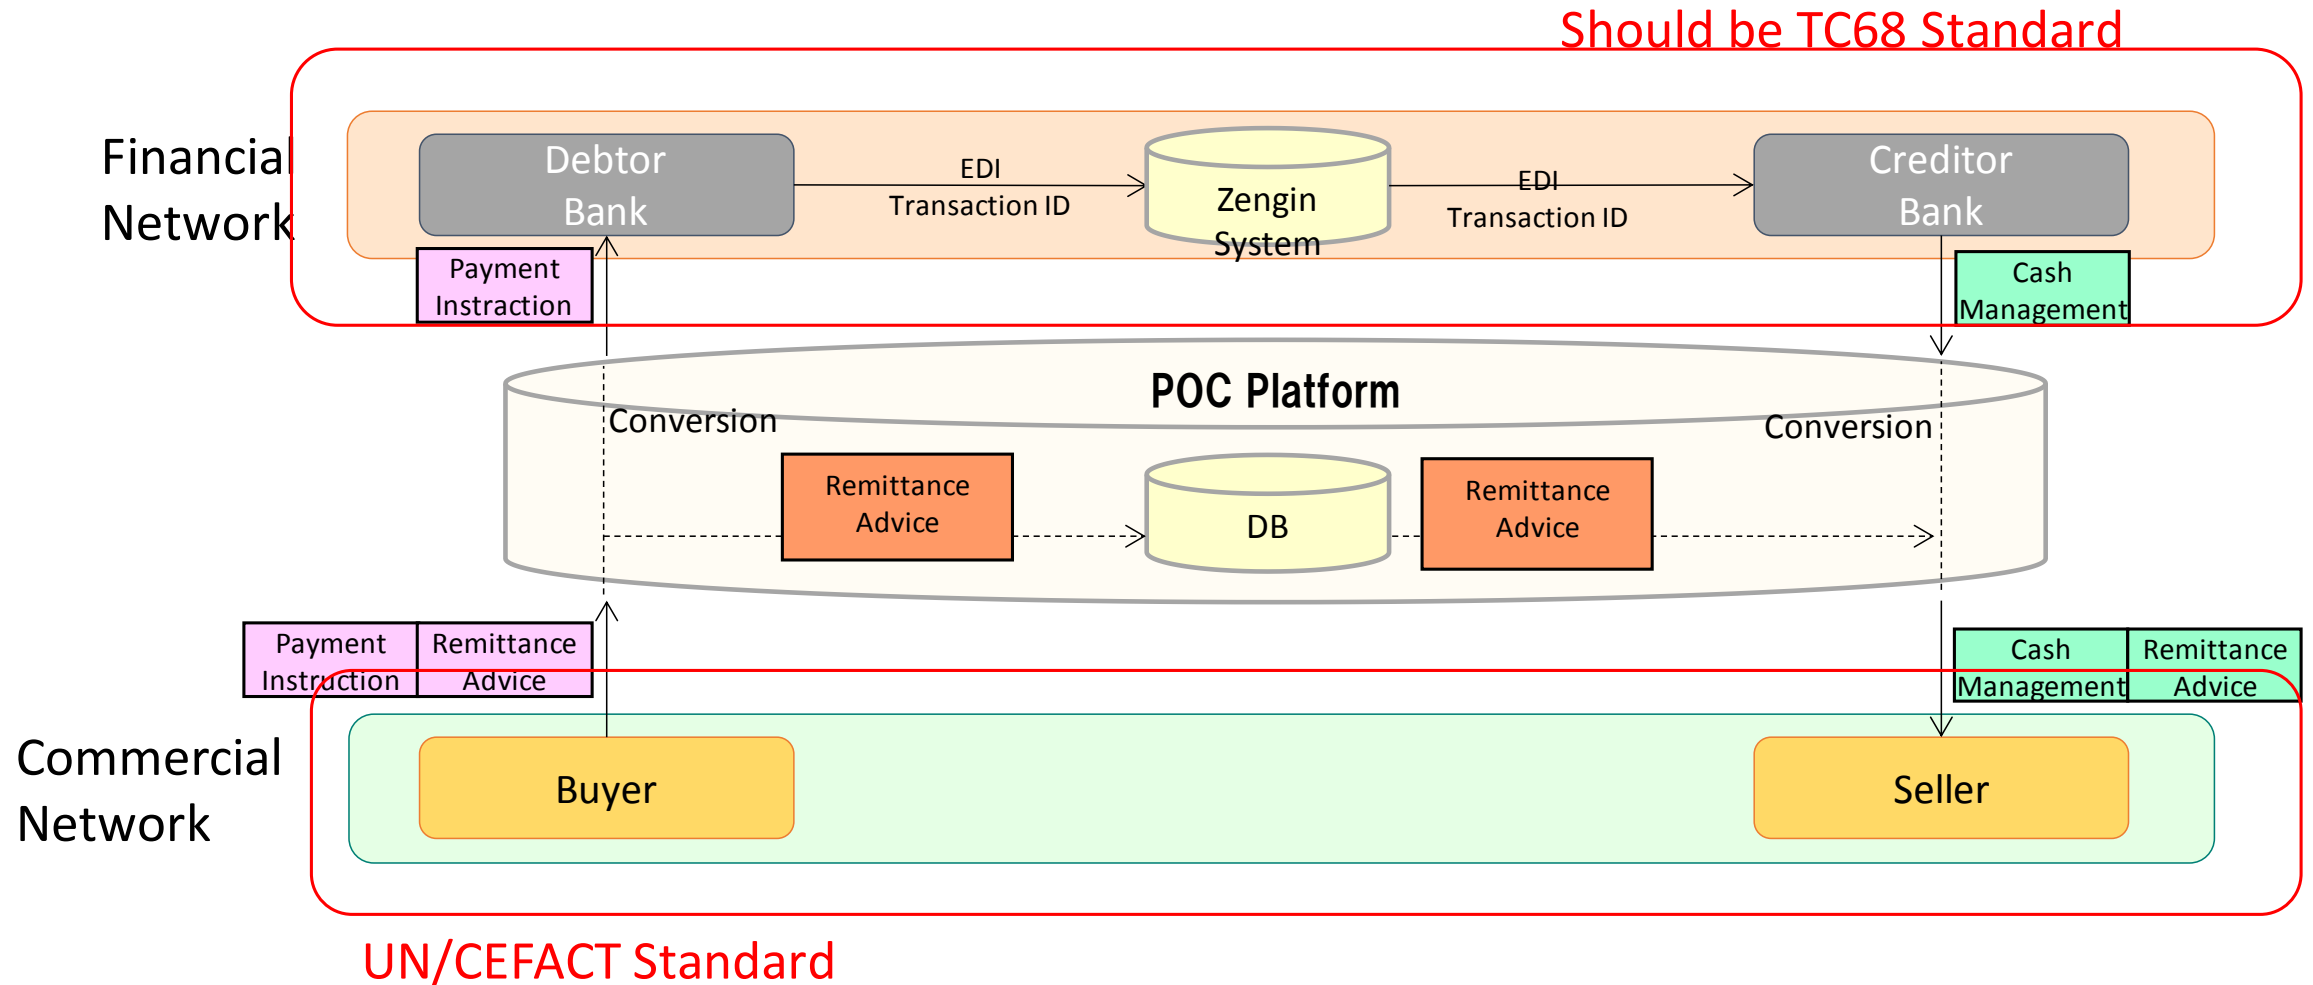 Should be TC68 Standard
Financial
Network
Debtor
Bank
EDI
Transaction ID
Zengin
System
EDI
Transaction ID
Creditor
Bank
Payment
Instraction
Cash
Management
POC Platform
Conversion
Conversion
Remittance
Advice
DB
Remittance
Advice
Payment
Instruction
Remittance
Advice
Cash
Management
Remittance
Advice
Commercial
Network
Buyer
Seller
UN/CEFACT Standard